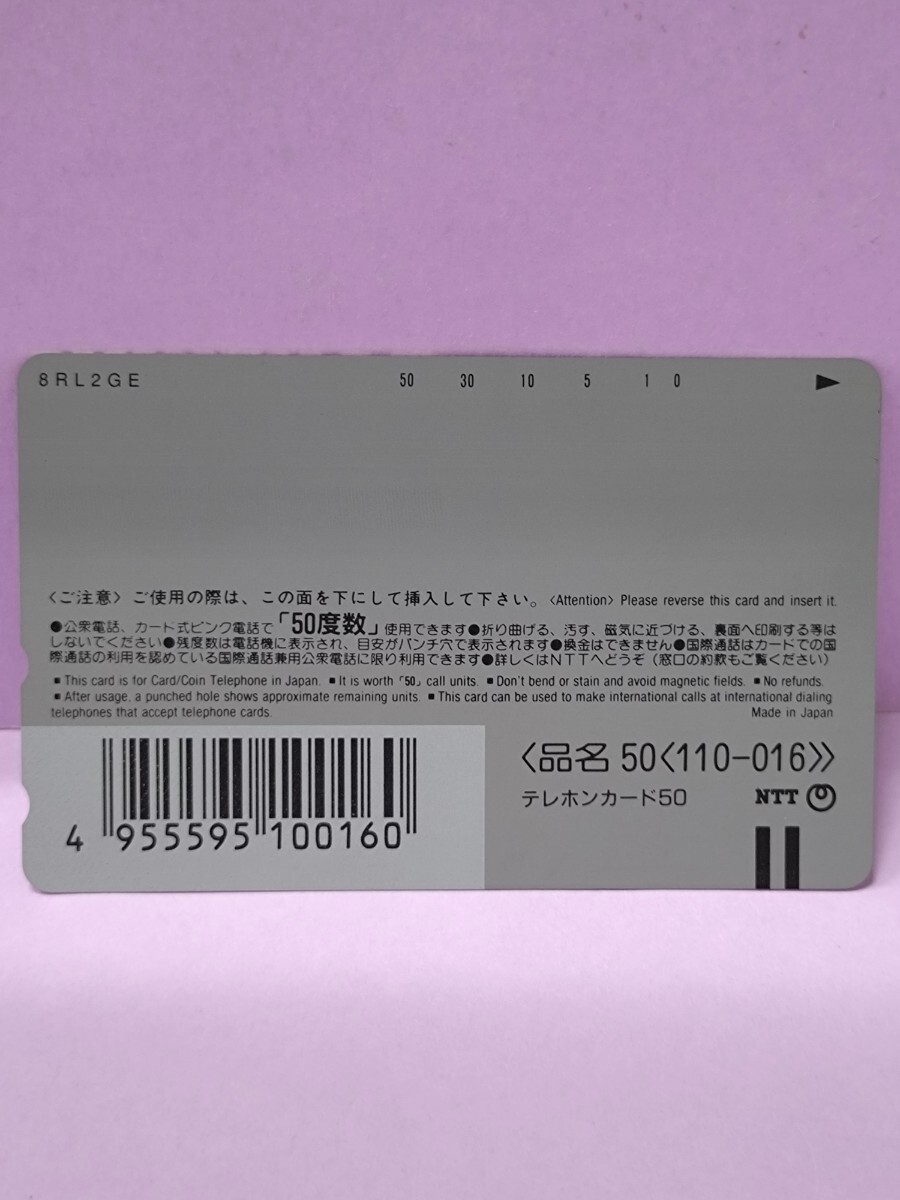 8RL2GE 50 30 10 5 1 0 ▶
〈ご注意〉ご使用の際は、この面を下にして挿入して下さい。〈Attention〉Please reverse this card and insert it.
●公衆電話、カード式ピンク電話で「50度数」使用できます●折り曲げる、汚す、磁気に近づける、裏面へ印刷する等は
しないでください●残度数は電話機に表示され、目安がパンチ穴で表示されます●換金はできません●国際通話はカードでの国
際通話の利用を認めている国際通話兼用公衆電話に限り利用できます●詳しくはNTTへどうぞ（窓口の約款もご覧ください）
■ This card is for Card/Coin Telephone in Japan. ■ It is worth「50」call units. ■ Don't bend or stain and avoid magnetic fields. ■ No refunds.
■ After usage, a punched hole shows approximate remaining units. ■ This card can be used to make international calls at international dialing
telephones that accept telephone cards. Made in Japan
〈品名 50〈110-016〉〉
テレホンカード50 NTT
4 955595 100160